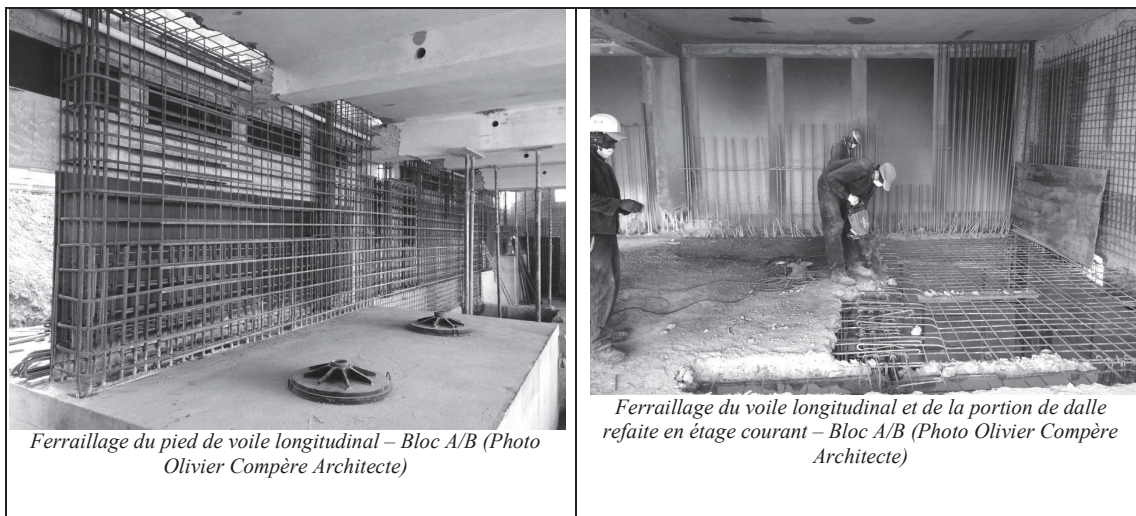 Ferraillage du pied de voile longitudinal – Bloc A/B (Photo
Olivier Compère Architecte)
Ferraillage du voile longitudinal et de la portion de dalle
refaite en étage courant – Bloc A/B (Photo Olivier Compère
Architecte)